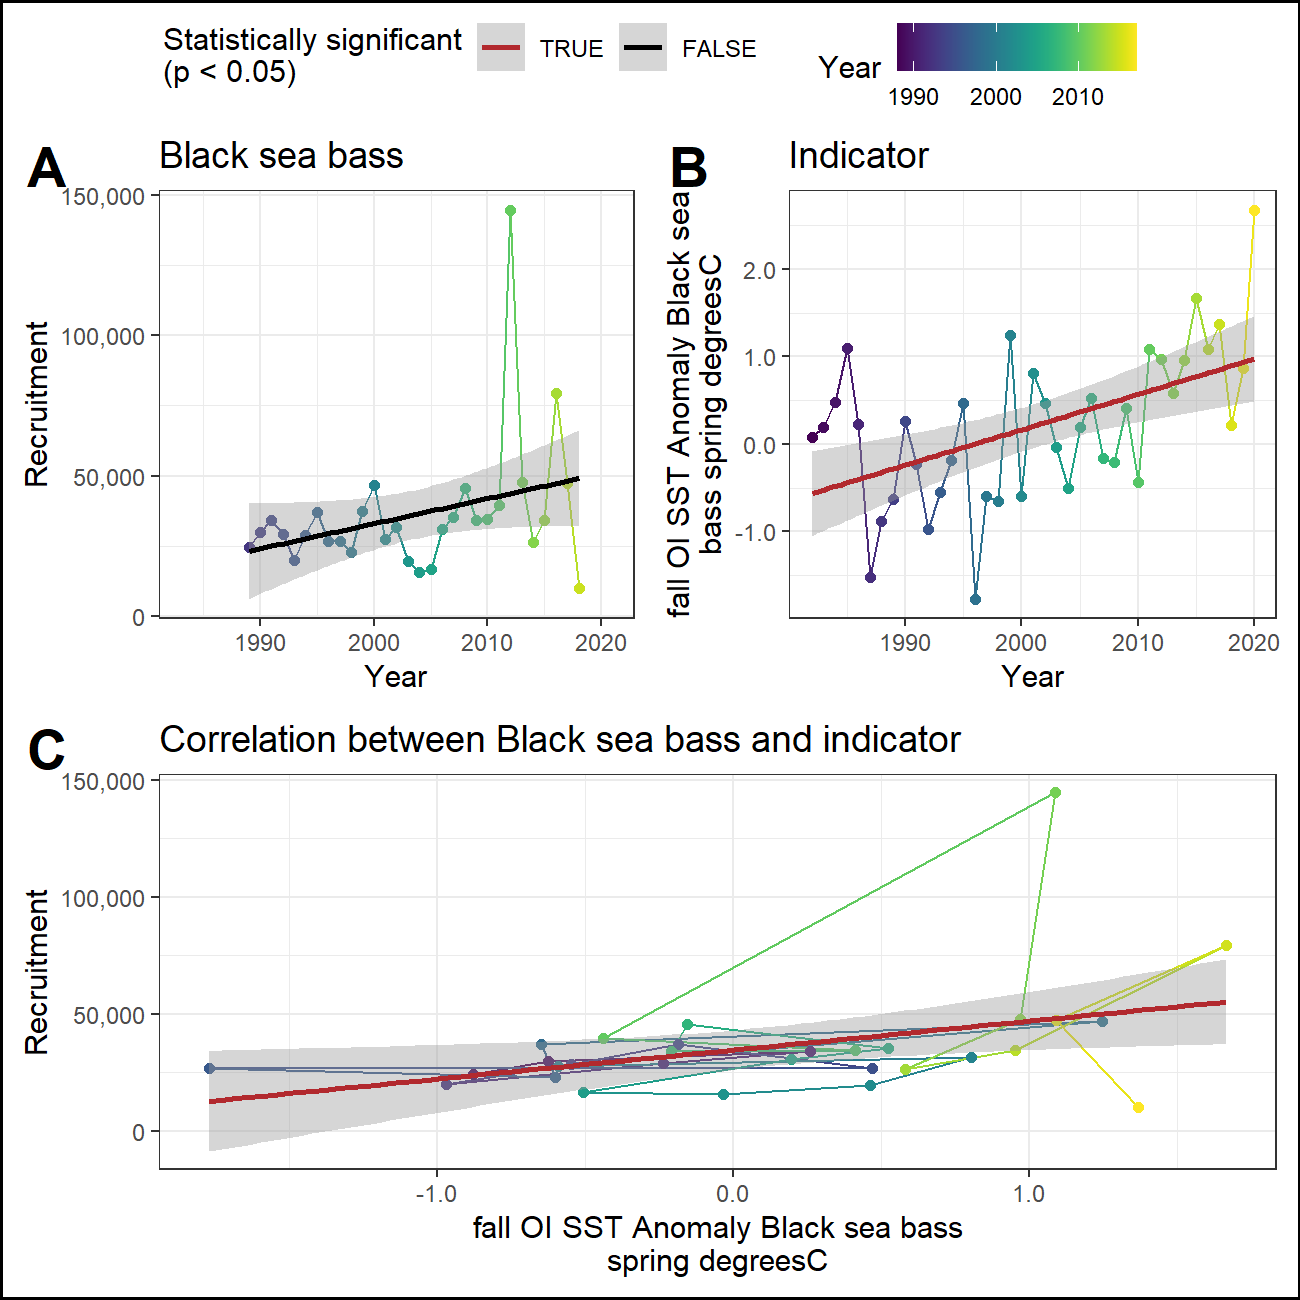 Statistically significant
(p < 0.05)
TRUE
FALSE
Year
1990
2000
2010
A
Black sea bass
150,000
100,000
50,000
0
Recruitment
1990
2000
2010
2020
Year
B
Indicator
fall OI SST Anomaly Black sea
bass spring degreesC
2.0
1.0
0.0
-1.0
1990
2000
2010
2020
Year
C
Correlation between Black sea bass and indicator
150,000
100,000
50,000
0
Recruitment
-1.0
0.0
1.0
fall OI SST Anomaly Black sea bass
spring degreesC